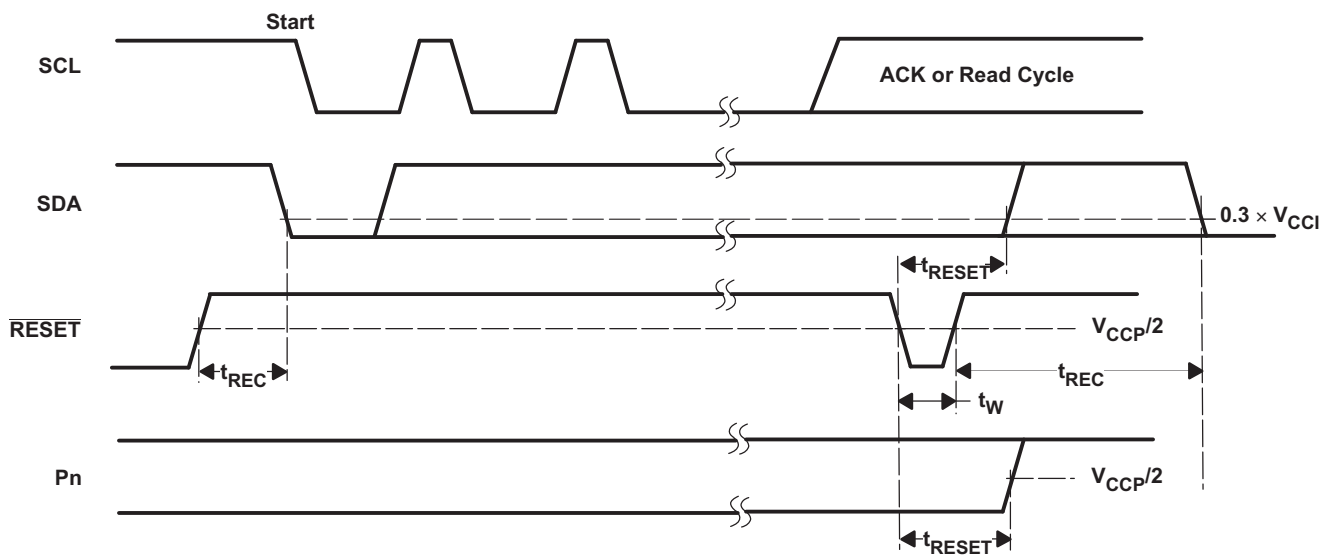 Start
SCL
ACK or Read Cycle
SDA
0.3 × VCCI
tRESET
RESET
VCCP/2
tREC
tREC
tW
Pn
VCCP/2
tRESET